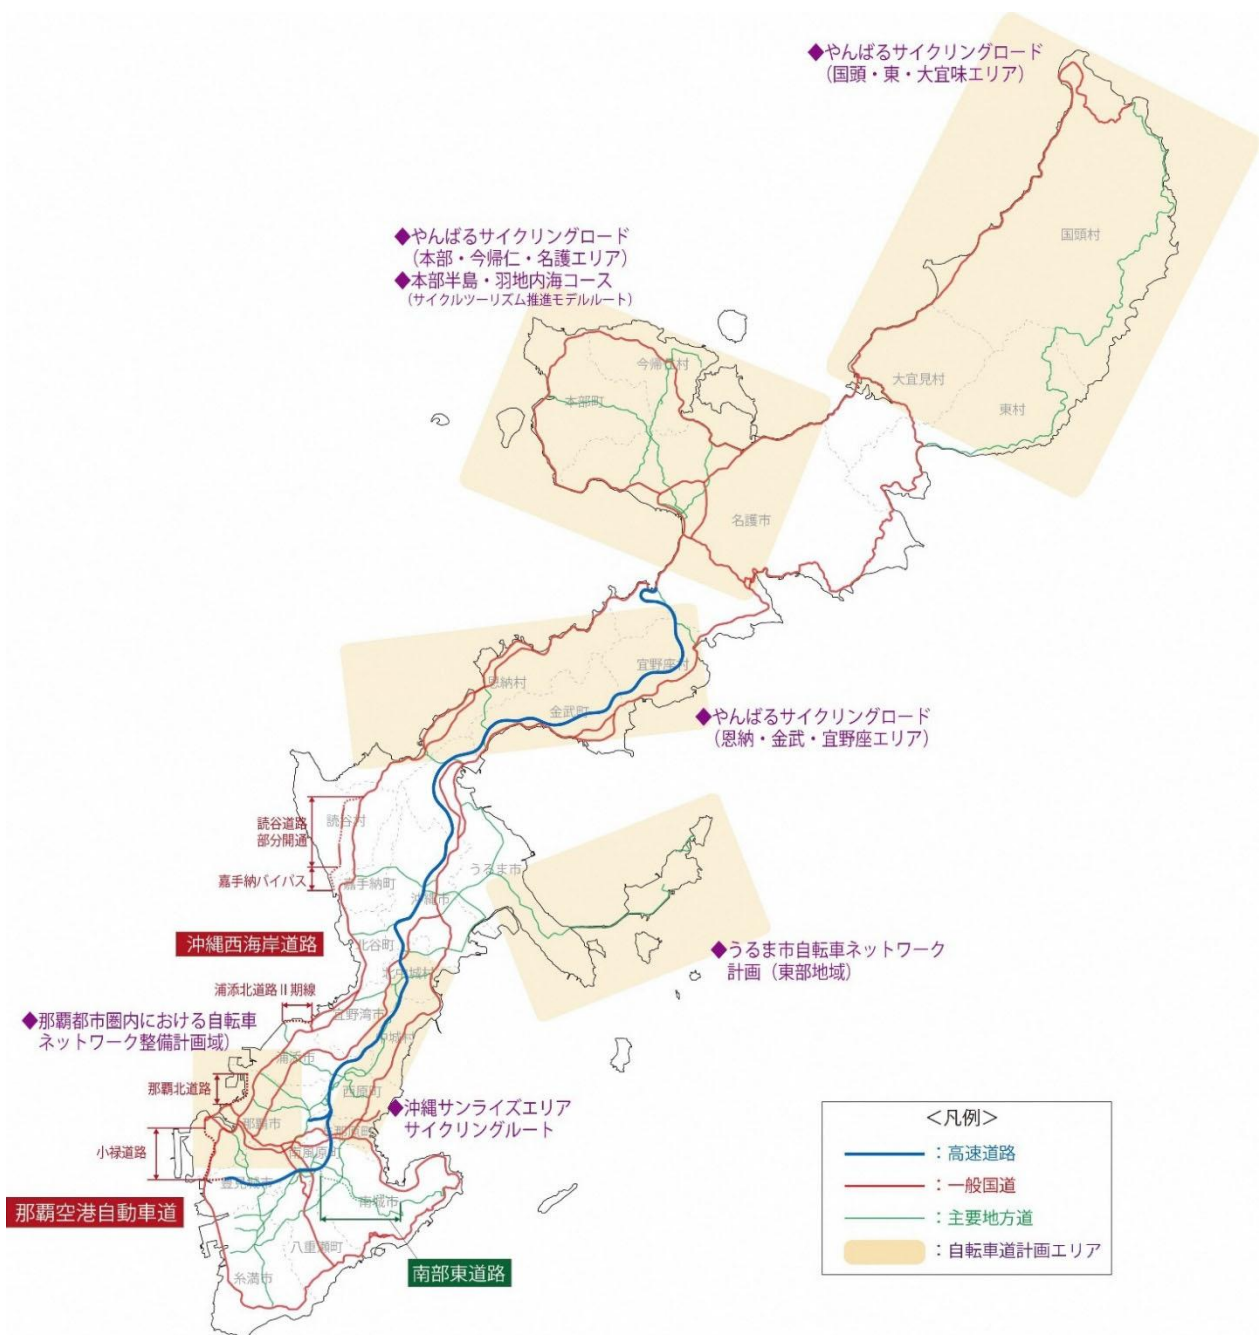 ◆やんばるサイクリングロード
（国頭・東・大宜味エリア）
国頭村
◆やんばるサイクリングロード
（本部・今帰仁・名護エリア）
◆本部半島・羽地内海コース
（サイクルツーリズム推進モデルルート）
今帰仁村
本部町
大宜見村
東村
名護市
宜野座村
恩納村
金武町
◆やんばるサイクリングロード
（恩納・金武・宜野座エリア）
読谷道路
部分開通
読谷村
嘉手納バイパス
嘉手納町
うるま市
沖縄市
沖縄西海岸道路
北谷町
◆うるま市自転車ネットワーク
計画（東部地域）
北中城村
浦添北道路Ⅱ期線
宜野湾市
◆那覇都市圏内における自転車
ネットワーク整備計画域）
中城村
浦添市
那覇北道路
西原町
◆沖縄サンライズエリア
サイクリングルート
那覇市
与那原町
小禄道路
南風原町
豊見城市
南城市
那覇空港自動車道
八重瀬町
南部東道路
糸満市
＜凡例＞
：高速道路
：一般国道
：主要地方道
：自転車道計画エリア